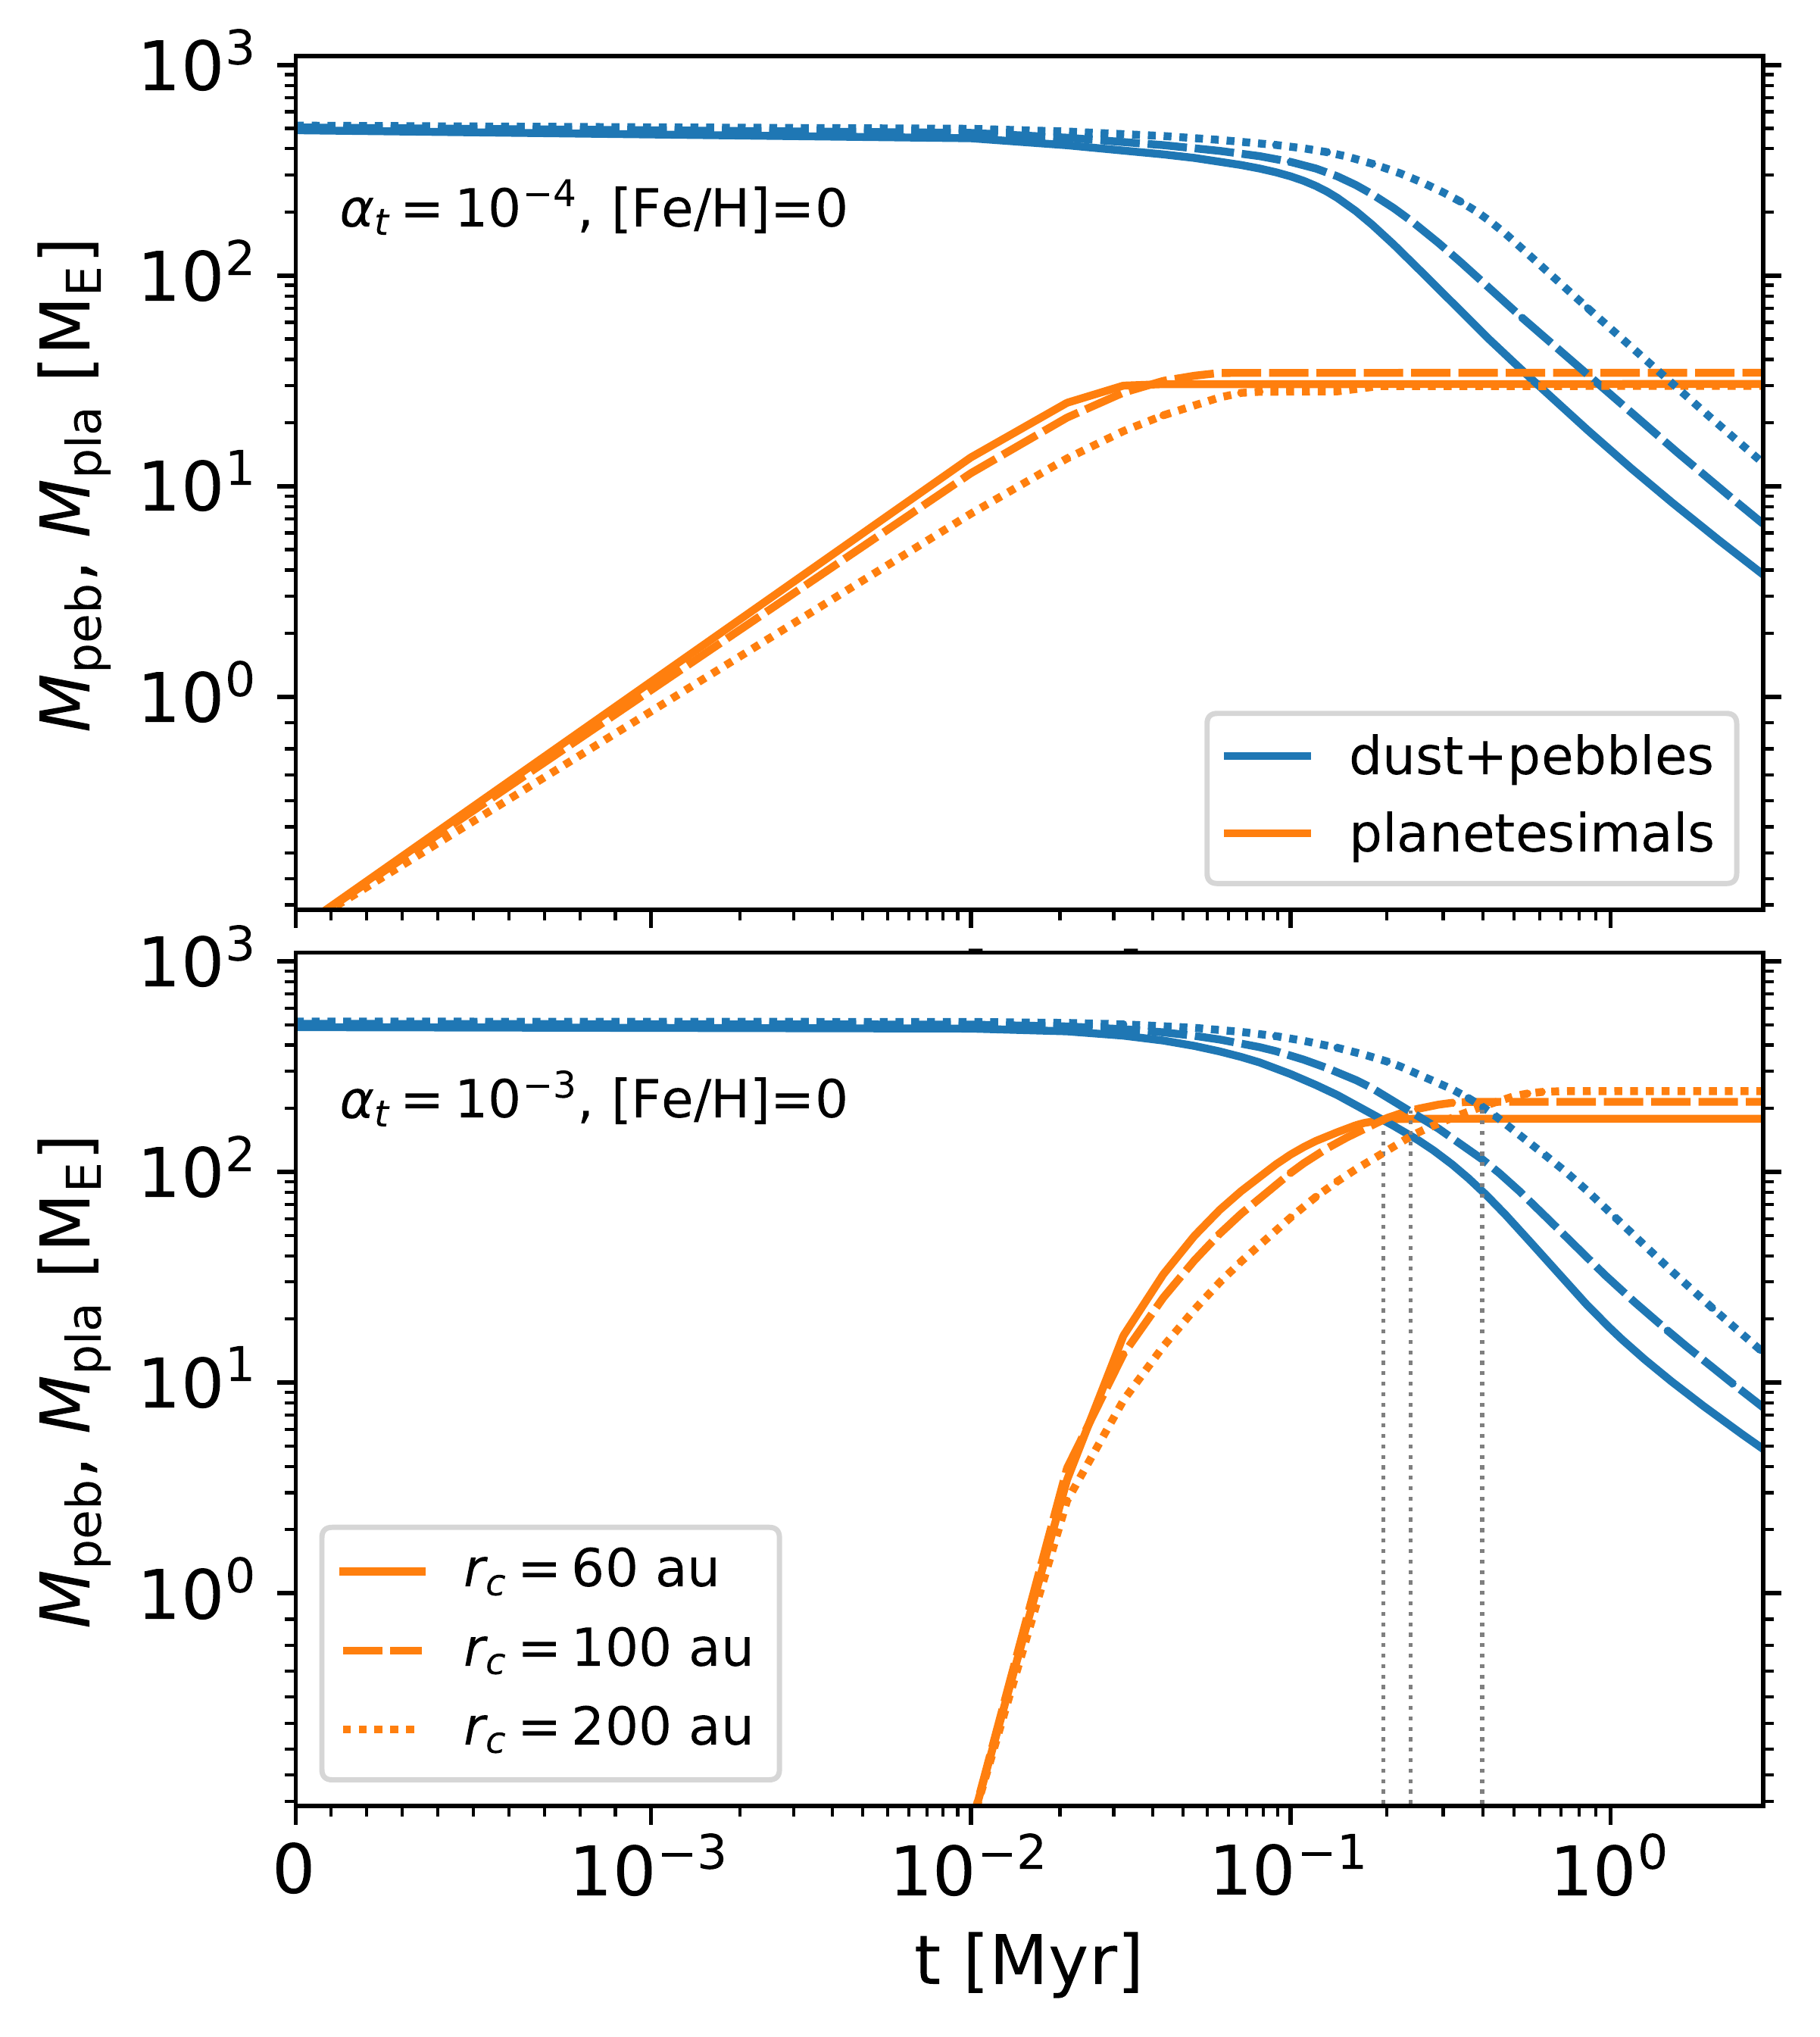 10³
10²
10¹
10⁰
M_peb, M_pla [M_E]
α_t = 10⁻⁴, [Fe/H]=0
dust+pebbles
planetesimals
10³
10²
10¹
10⁰
M_peb, M_pla [M_E]
α_t = 10⁻³, [Fe/H]=0
r_c = 60 au
r_c = 100 au
r_c = 200 au
0 10⁻³ 10⁻² 10⁻¹ 10⁰
t [Myr]